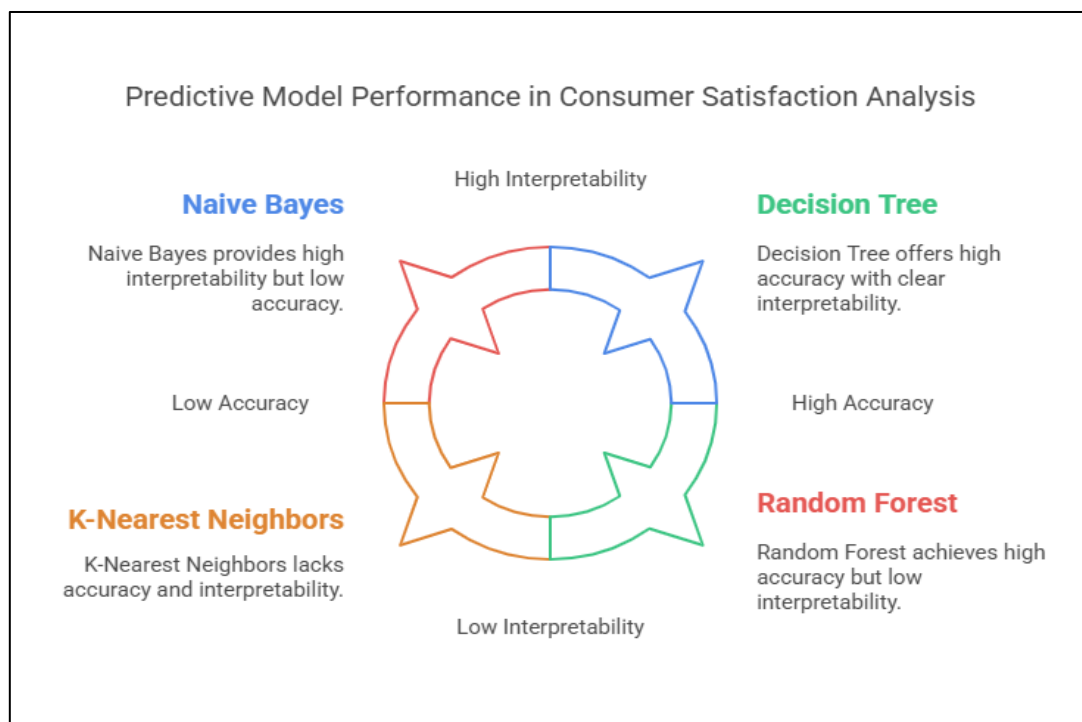 Predictive Model Performance in Consumer Satisfaction Analysis
High Interpretability
Naive Bayes
Naive Bayes provides high
interpretability but low
accuracy.
Decision Tree
Decision Tree offers high
accuracy with clear
interpretability.
Low Accuracy
High Accuracy
K-Nearest Neighbors
K-Nearest Neighbors lacks
accuracy and interpretability.
Random Forest
Random Forest achieves high
accuracy but low
interpretability.
Low Interpretability